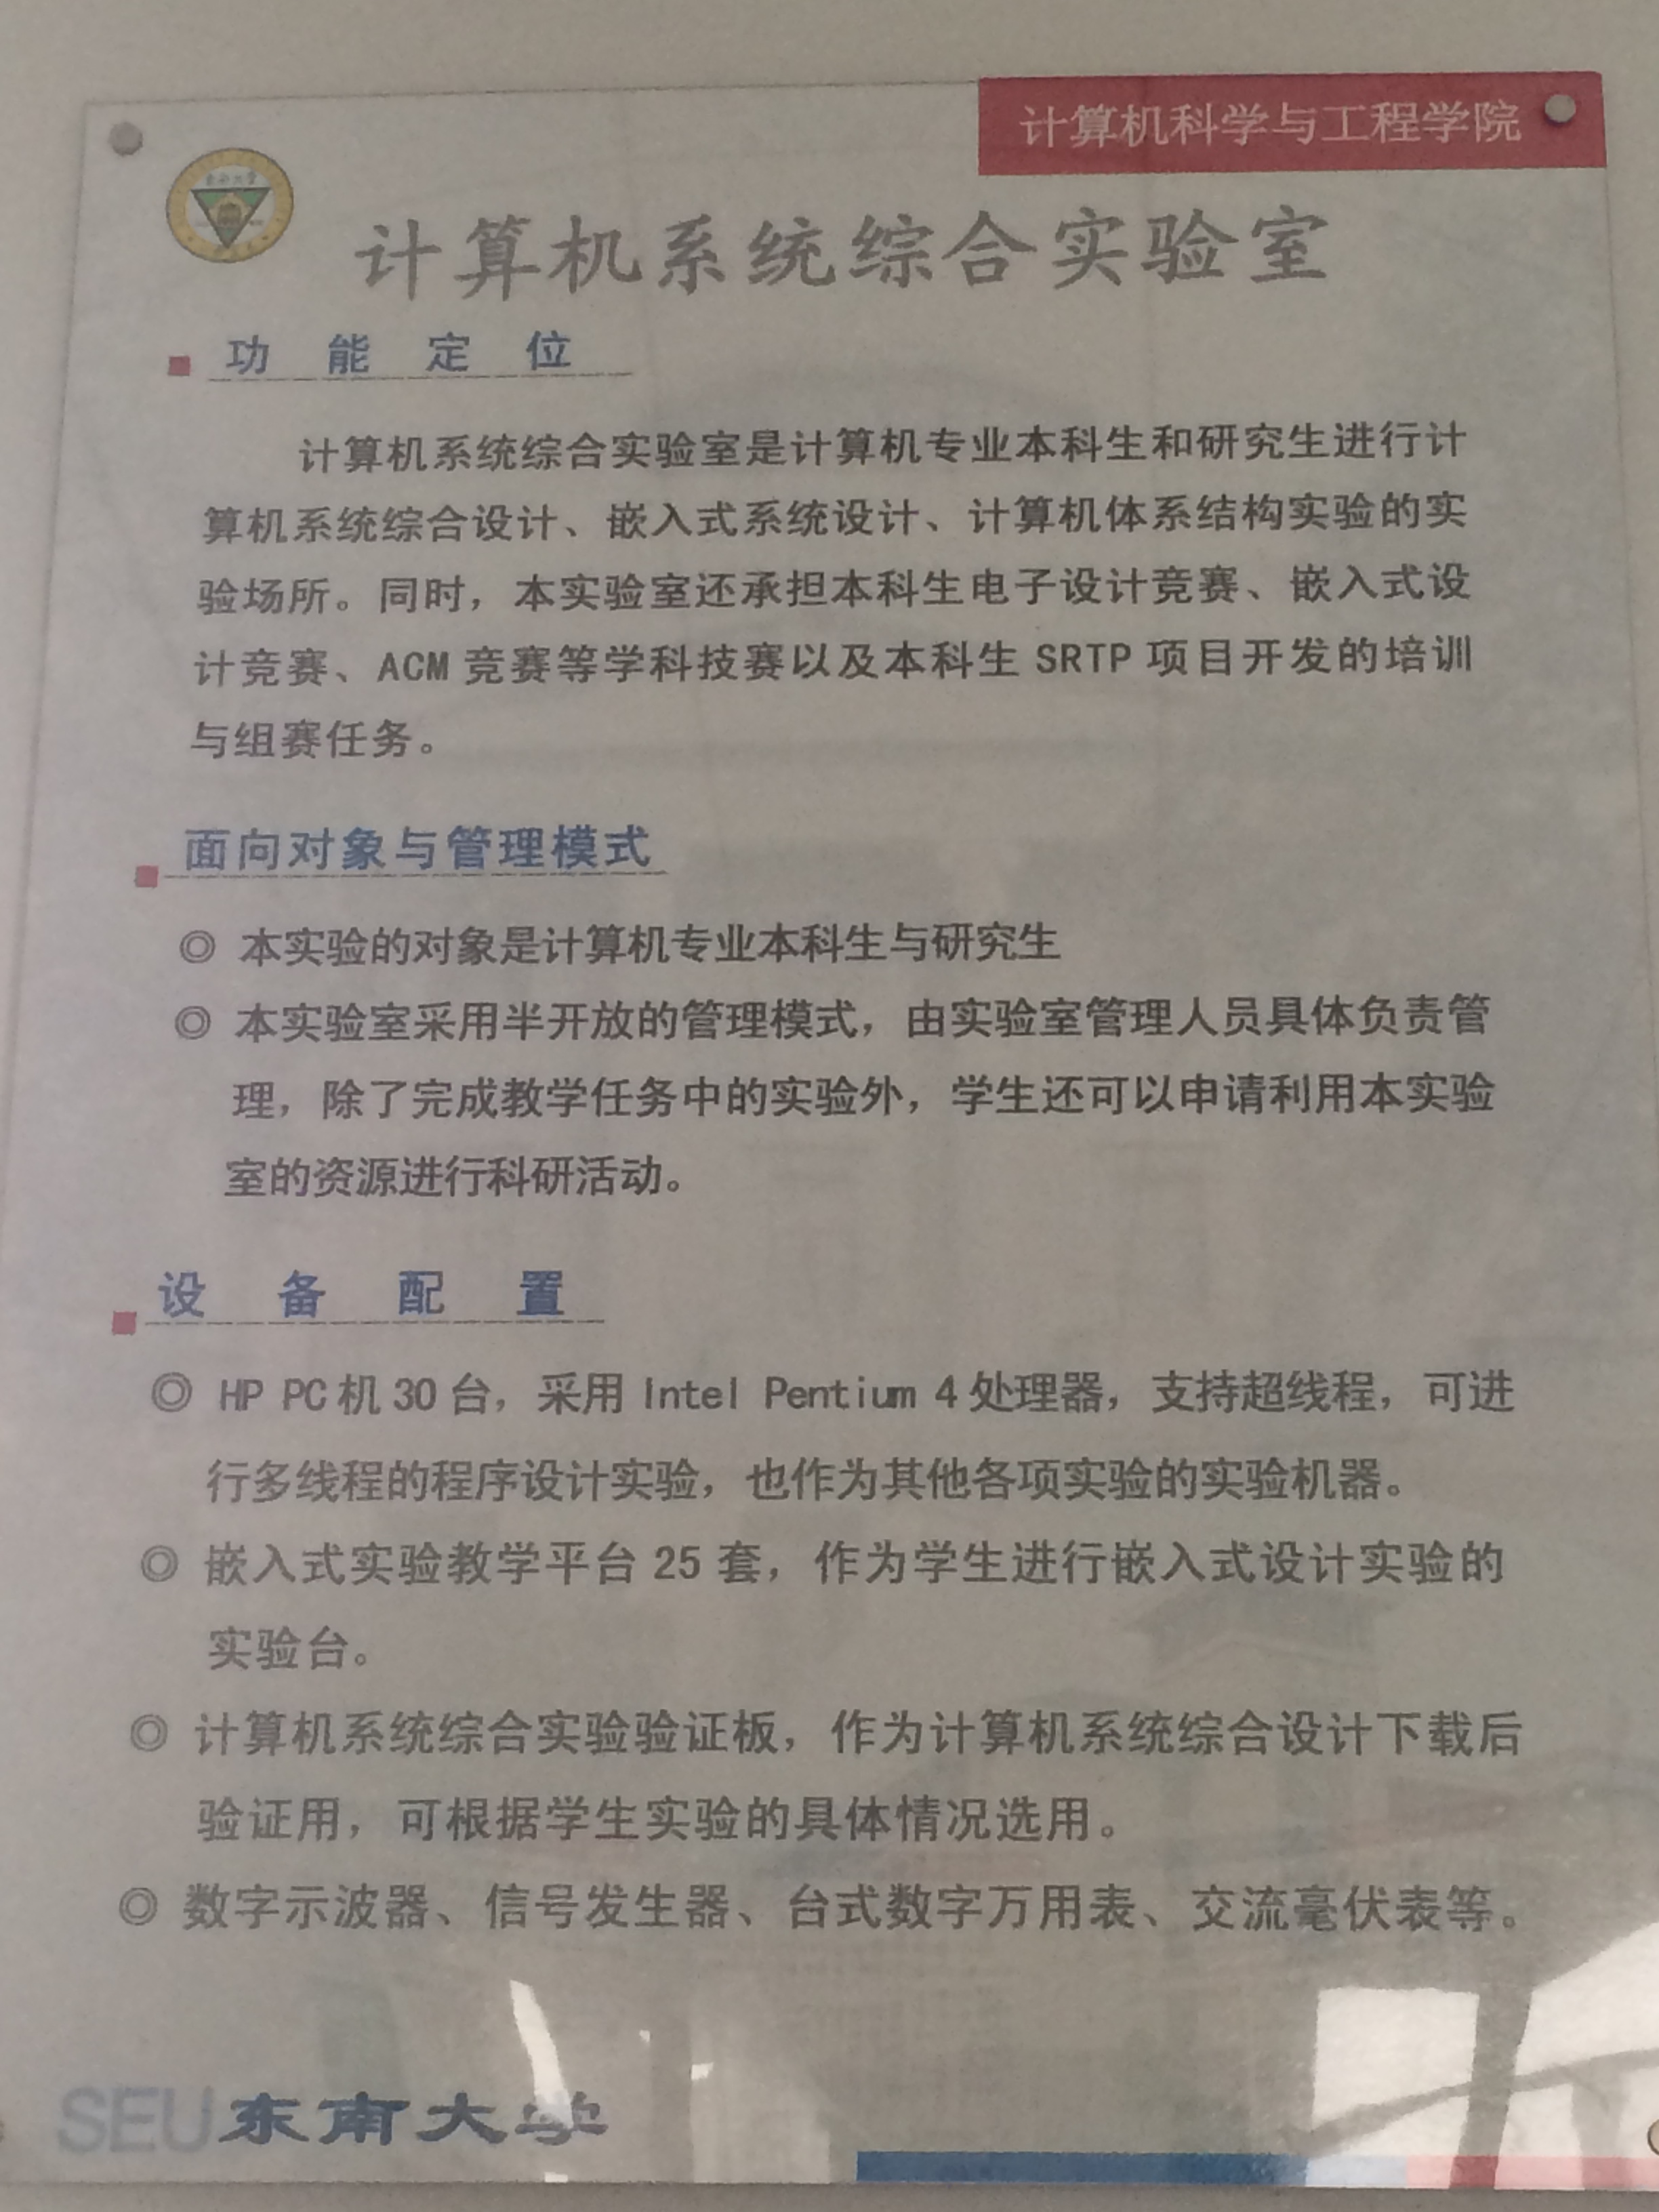 计算机科学与工程学院
东南大学
计算机系统综合实验室
功能定位
计算机系统综合实验室是计算机专业本科生和研究生进行计
算机系统综合设计、嵌入式系统设计、计算机体系结构实验的实
验场所。同时，本实验室还承担本科生电子设计竞赛、嵌入式设
计竞赛、ACM 竞赛等学科技赛以及本科生 SRTP 项目开发的培训
与组赛任务。
面向对象与管理模式
◎ 本实验的对象是计算机专业本科生与研究生
◎ 本实验室采用半开放的管理模式，由实验室管理人员具体负责管
理，除了完成教学任务中的实验外，学生还可以申请利用本实验
室的资源进行科研活动。
设备配置
◎ HP PC机 30 台，采用 Intel Pentium 4 处理器，支持超线程，可进
行多线程的程序设计实验，也作为其他各项实验的实验机器。
◎ 嵌入式实验教学平台 25 套，作为学生进行嵌入式设计实验的
实验台。
◎ 计算机系统综合实验验证板，作为计算机系统综合设计下载后
验证用，可根据学生实验的具体情况选用。
◎ 数字示波器、信号发生器、台式数字万用表、交流毫伏表等。
SEU 东南大学